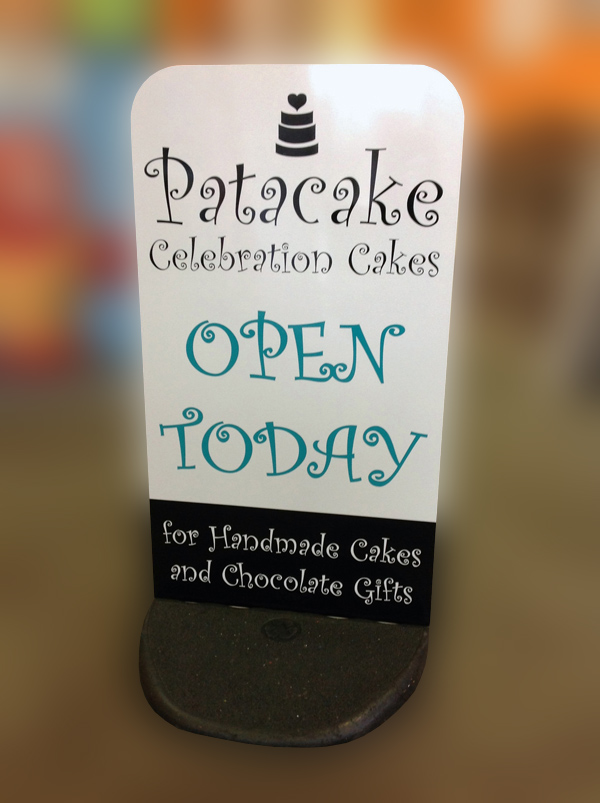 Patacake
Celebration Cakes
OPEN
TODAY
for Handmade Cakes
and Chocolate Gifts